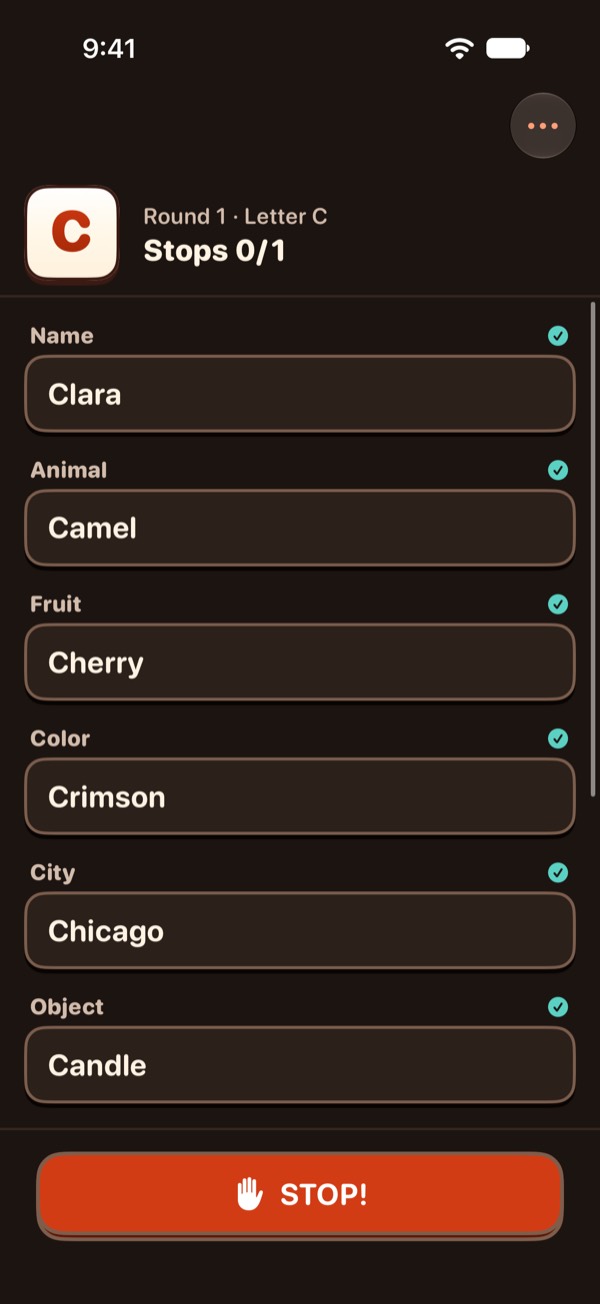 9:41
C
Round 1 · Letter C
Stops 0/1
Name
Clara
Animal
Camel
Fruit
Cherry
Color
Crimson
City
Chicago
Object
Candle
STOP!